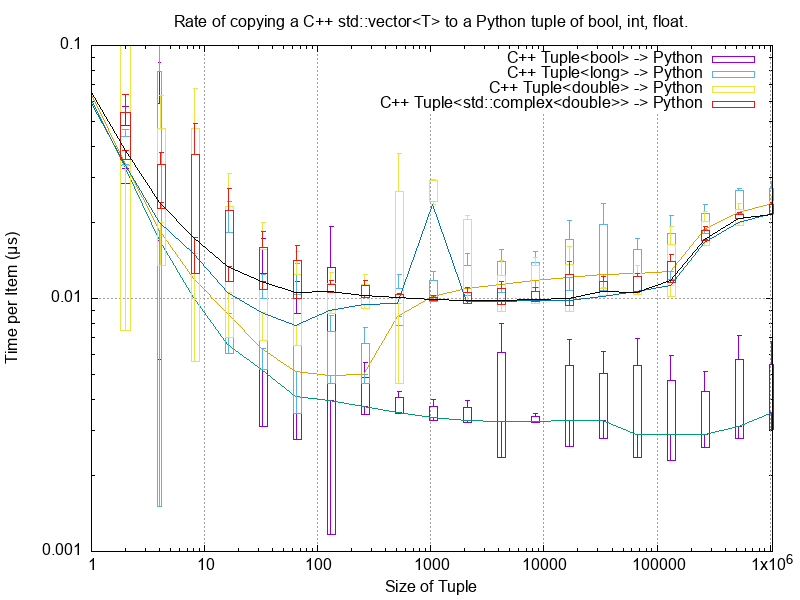 Rate of copying a C++ std::vector<T> to a Python tuple of bool, int, float.
C++ Tuple<bool> -> Python
C++ Tuple<long> -> Python
C++ Tuple<double> -> Python
C++ Tuple<std::complex<double>> -> Python
Time per Item (µs)
0.1
0.01
0.001
1 10 100 1000 10000 100000 1x10⁶
Size of Tuple